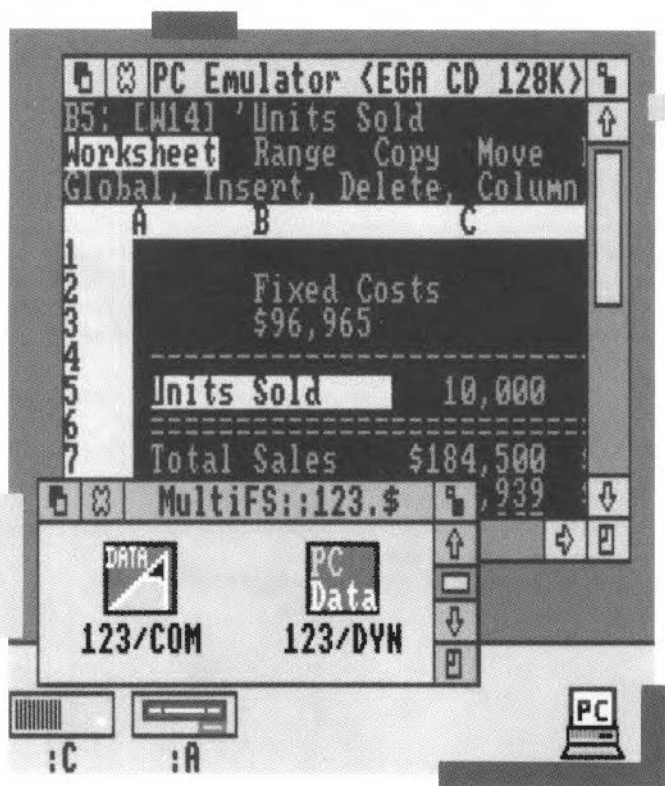 PC Emulator <EGA CD 128K>
B5: [W14] 'Units Sold
Worksheet Range Copy Move
Global, Insert, Delete, Column
A B C
1
2 Fixed Costs
3 $96,965
4
5 Units Sold 10,000
6
7 Total Sales $184,500
,939
MultiFS::123.$
DATA
PC
Data
123/COM 123/DYN
PC
:C :A